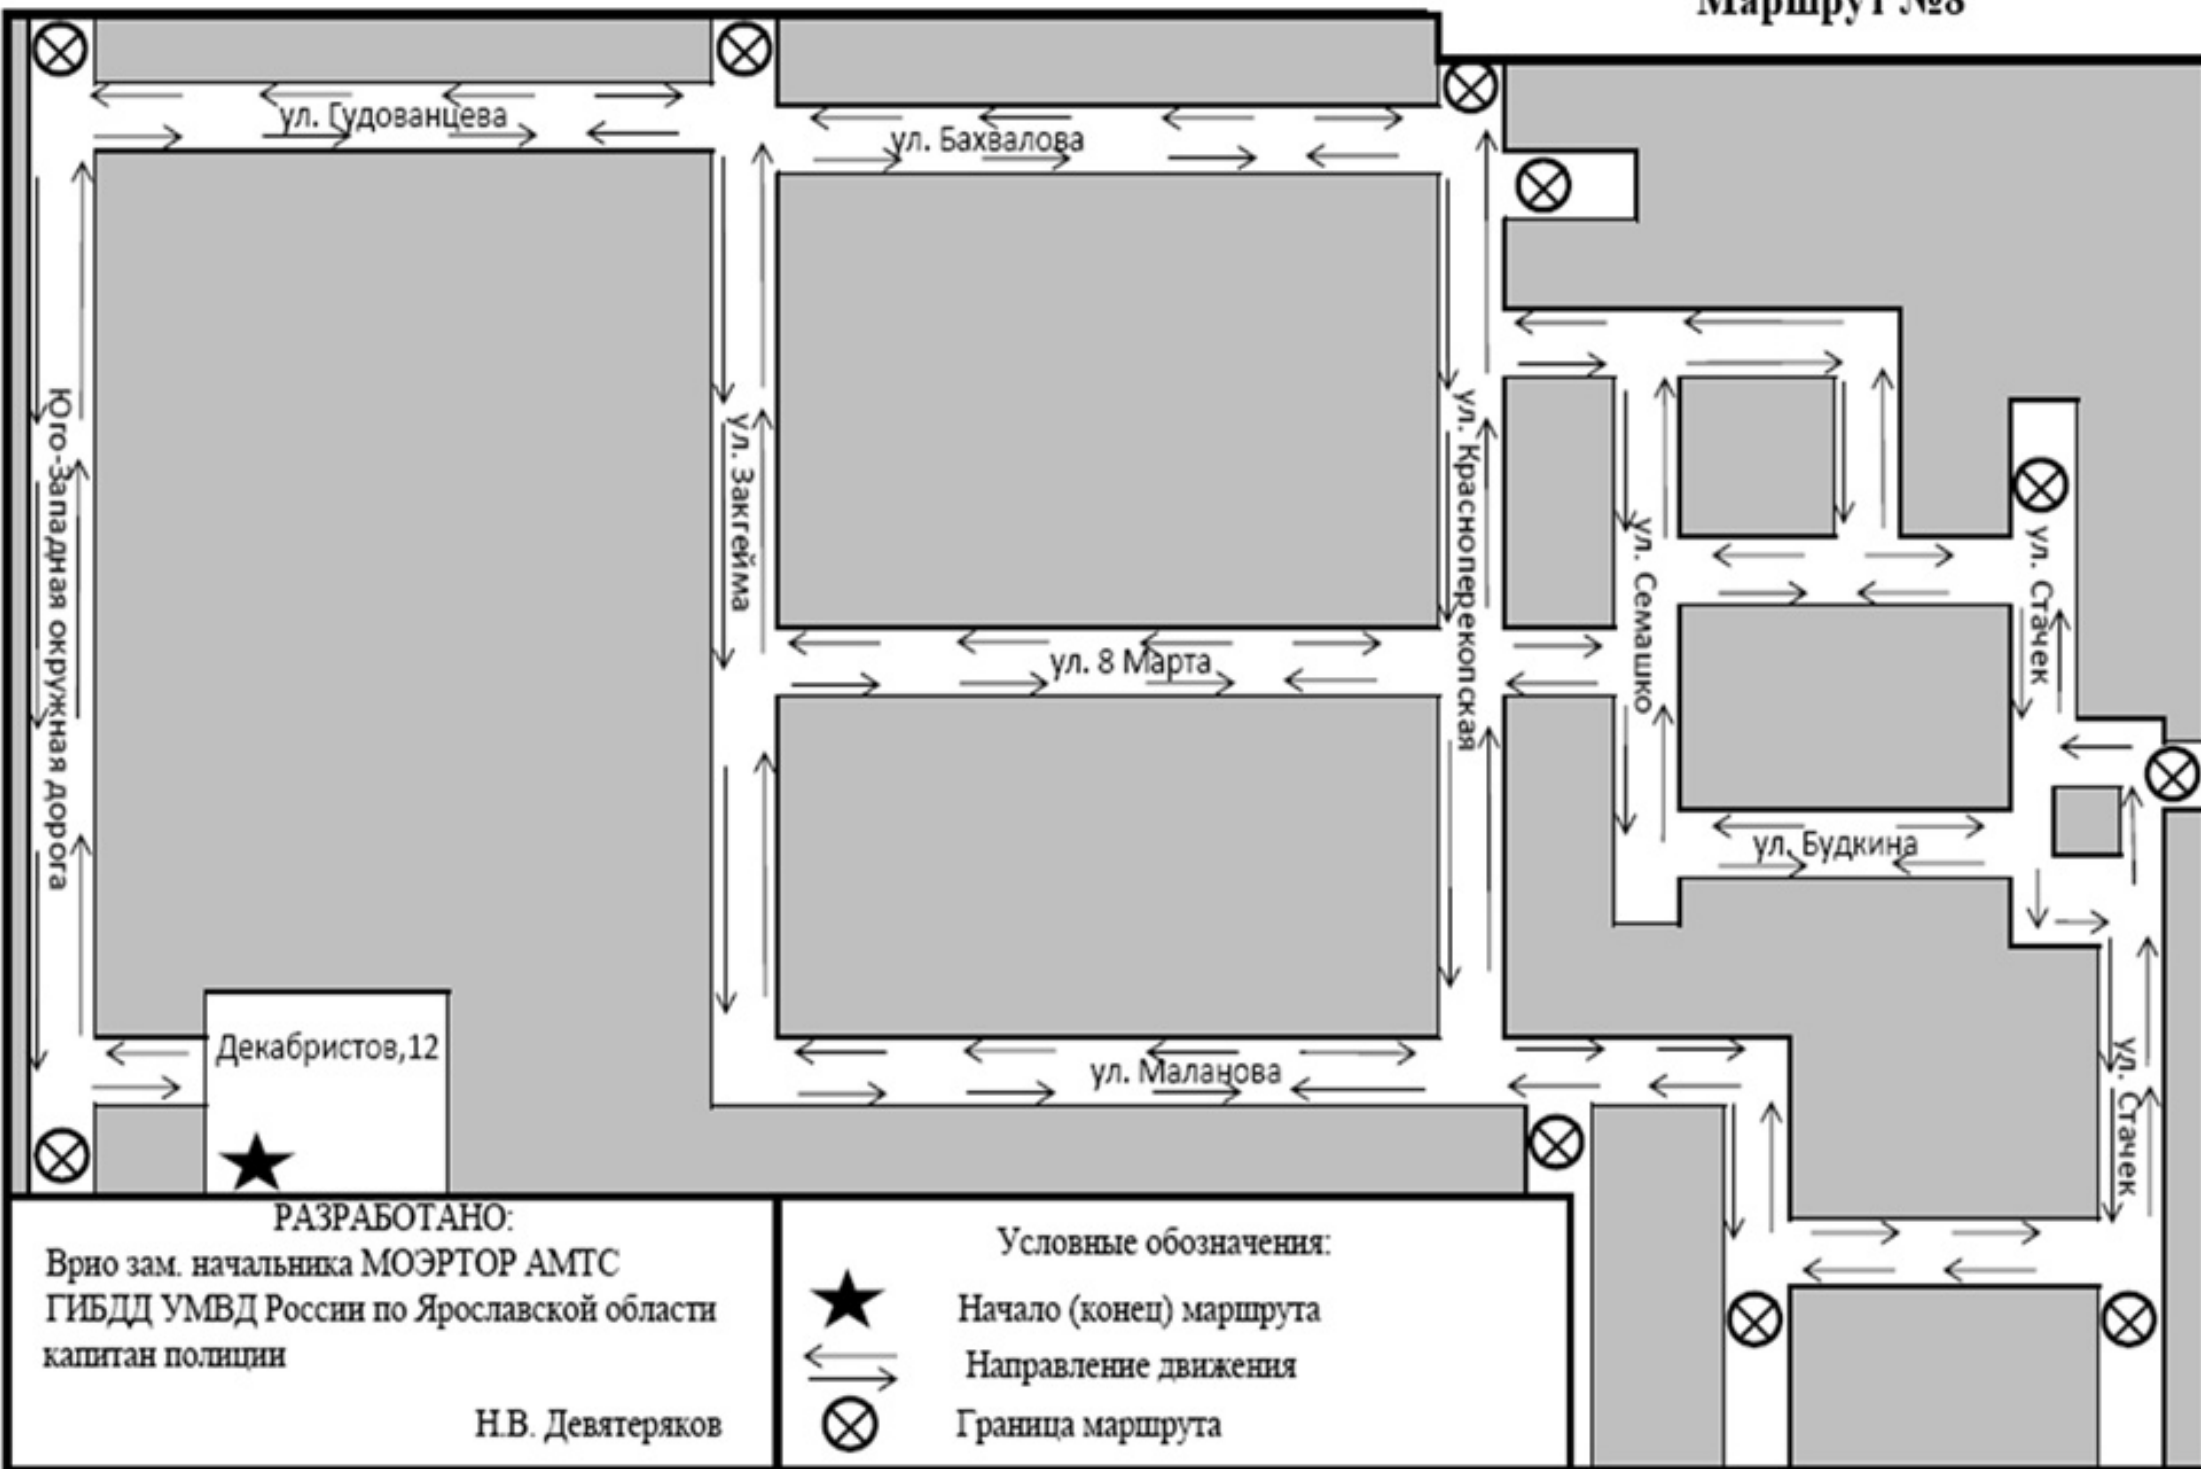 Маршрут №8
ул. Гудованцева
ул. Бахвалова
Юго-Западная окружная дорога
ул. Закгейма
ул. Красноперекопская
ул. Семашко
ул. Стачек
ул. 8 Марта
ул. Будкина
Декабристов,12
ул. Маланова
ул. Стачек
РАЗРАБОТАНО:
Врио зам. начальника МОЭРТОР АМТС
ГИБДД УМВД России по Ярославской области
капитан полиции
Н.В. Девятеряков
Условные обозначения:
Начало (конец) маршрута
Направление движения
Граница маршрута